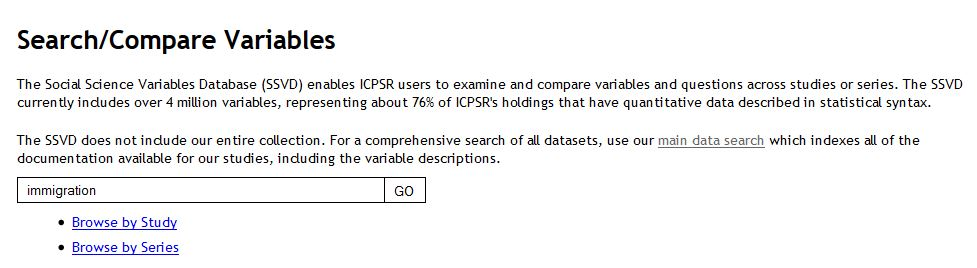 Search/Compare Variables
The Social Science Variables Database (SSVD) enables ICPSR users to examine and compare variables and questions across studies or series. The SSVD
currently includes over 4 million variables, representing about 76% of ICPSR's holdings that have quantitative data described in statistical syntax.
The SSVD does not include our entire collection. For a comprehensive search of all datasets, use our main data search which indexes all of the
documentation available for our studies, including the variable descriptions.
immigration GO
• Browse by Study
• Browse by Series